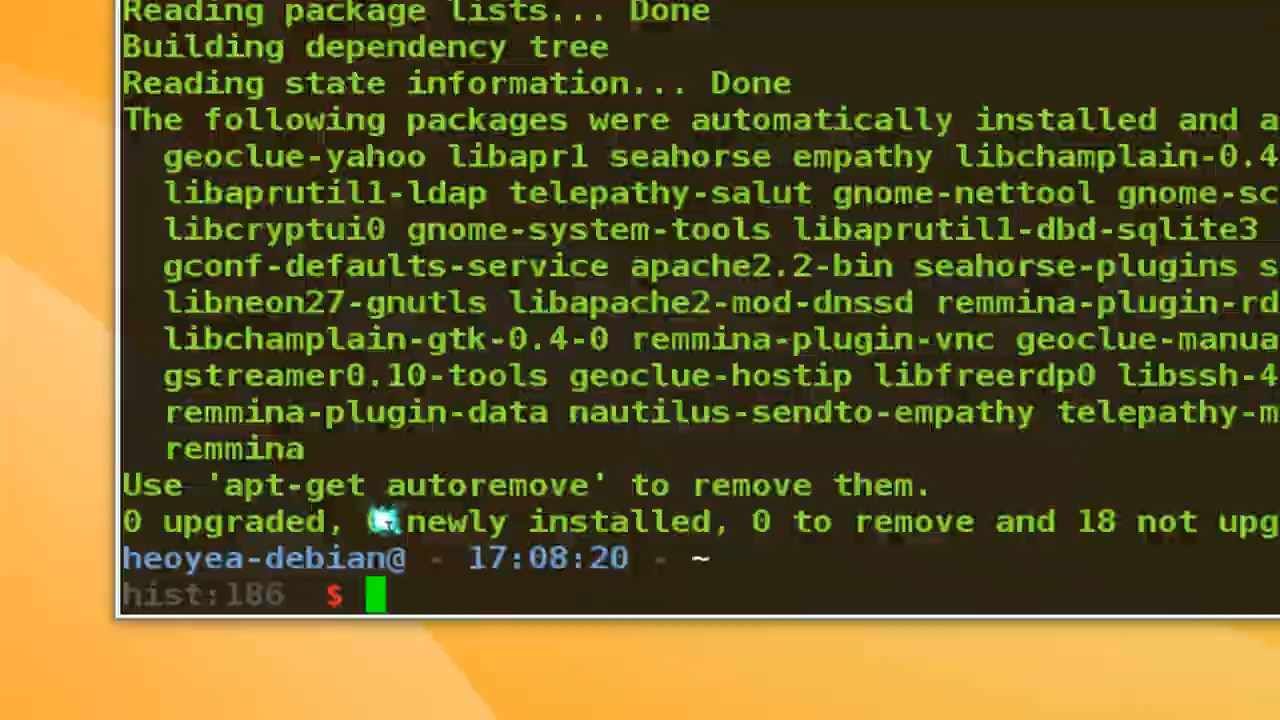 Reading package lists... Done
Building dependency tree
Reading state information... Done
The following packages were automatically installed and a
geoclue-yahoo libapr1 seahorse empathy libchamplain-0.4
libaprutil1-ldap telepathy-salut gnome-nettool gnome-sc
libcryptui0 gnome-system-tools libaprutil1-dbd-sqlite3
gconf-defaults-service apache2.2-bin seahorse-plugins s
libneon27-gnutls libapache2-mod-dnssd remmina-plugin-rd
libchamplain-gtk-0.4-0 remmina-plugin-vnc geoclue-manua
gstreamer0.10-tools geoclue-hostip libfreerdp0 libssh-4
remmina-plugin-data nautilus-sendto-empathy telepathy-m
remmina
Use 'apt-get autoremove' to remove them.
0 upgraded, newly installed, 0 to remove and 18 not upg
heoyea-debian@ - 17:08:20 - ~
hist:186 $